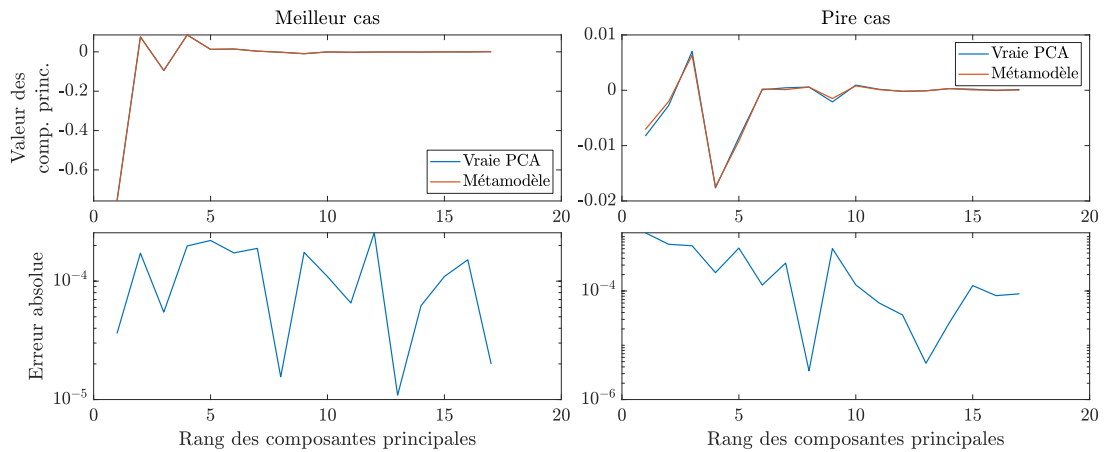 Meilleur cas
Pire cas
Valeur des
comp. princ.
0
-0.2
-0.4
-0.6
Vraie PCA
Métamodèle
0 5 10 15 20
0.01
0
-0.01
-0.02
Vraie PCA
Métamodèle
0 5 10 15 20
Erreur absolue
10⁻⁴
10⁻⁵
0 5 10 15 20
Rang des composantes principales
10⁻⁴
10⁻⁶
0 5 10 15 20
Rang des composantes principales